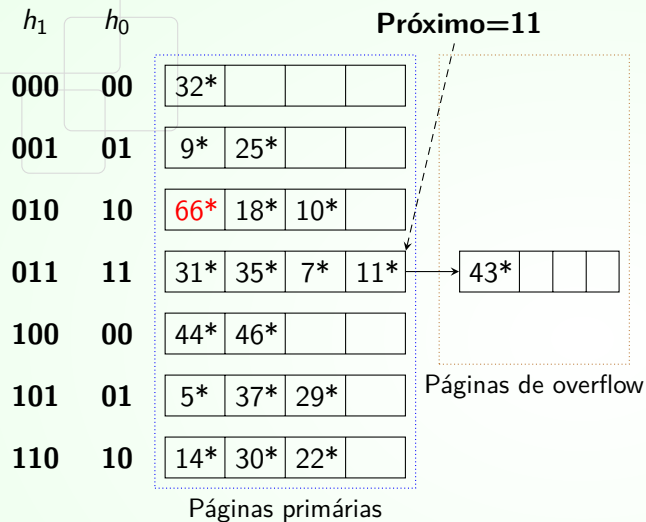 h1 h0 Próximo=11
000 00 32*
001 01 9* 25*
010 10 66* 18* 10*
011 11 31* 35* 7* 11* 43*
100 00 44* 46*
101 01 5* 37* 29*
Páginas de overflow
110 10 14* 30* 22*
Páginas primárias